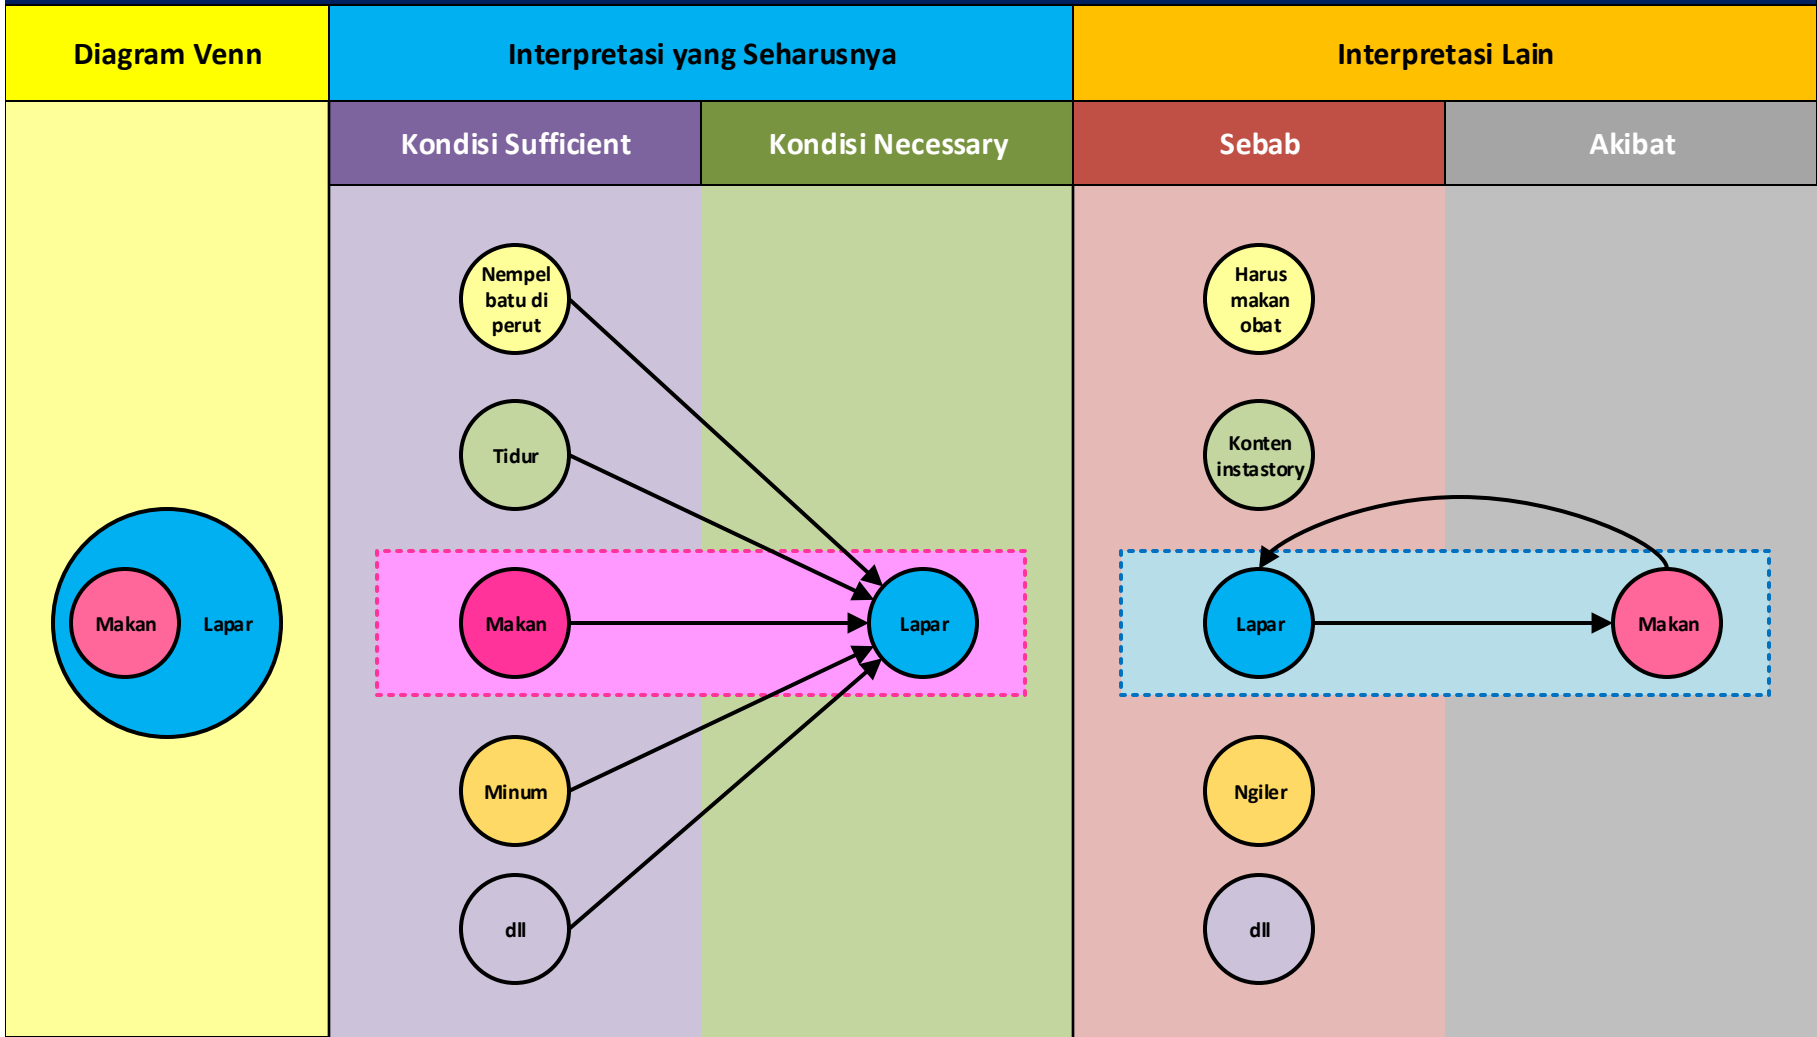 Diagram Venn
Interpretasi yang Seharusnya
Interpretasi Lain
Kondisi Sufficient
Kondisi Necessary
Sebab
Akibat
Makan
Lapar
Nempel
batu di
perut
Tidur
Makan
Minum
dll
Lapar
Harus
makan
obat
Konten
instastory
Lapar
Ngiler
dll
Makan